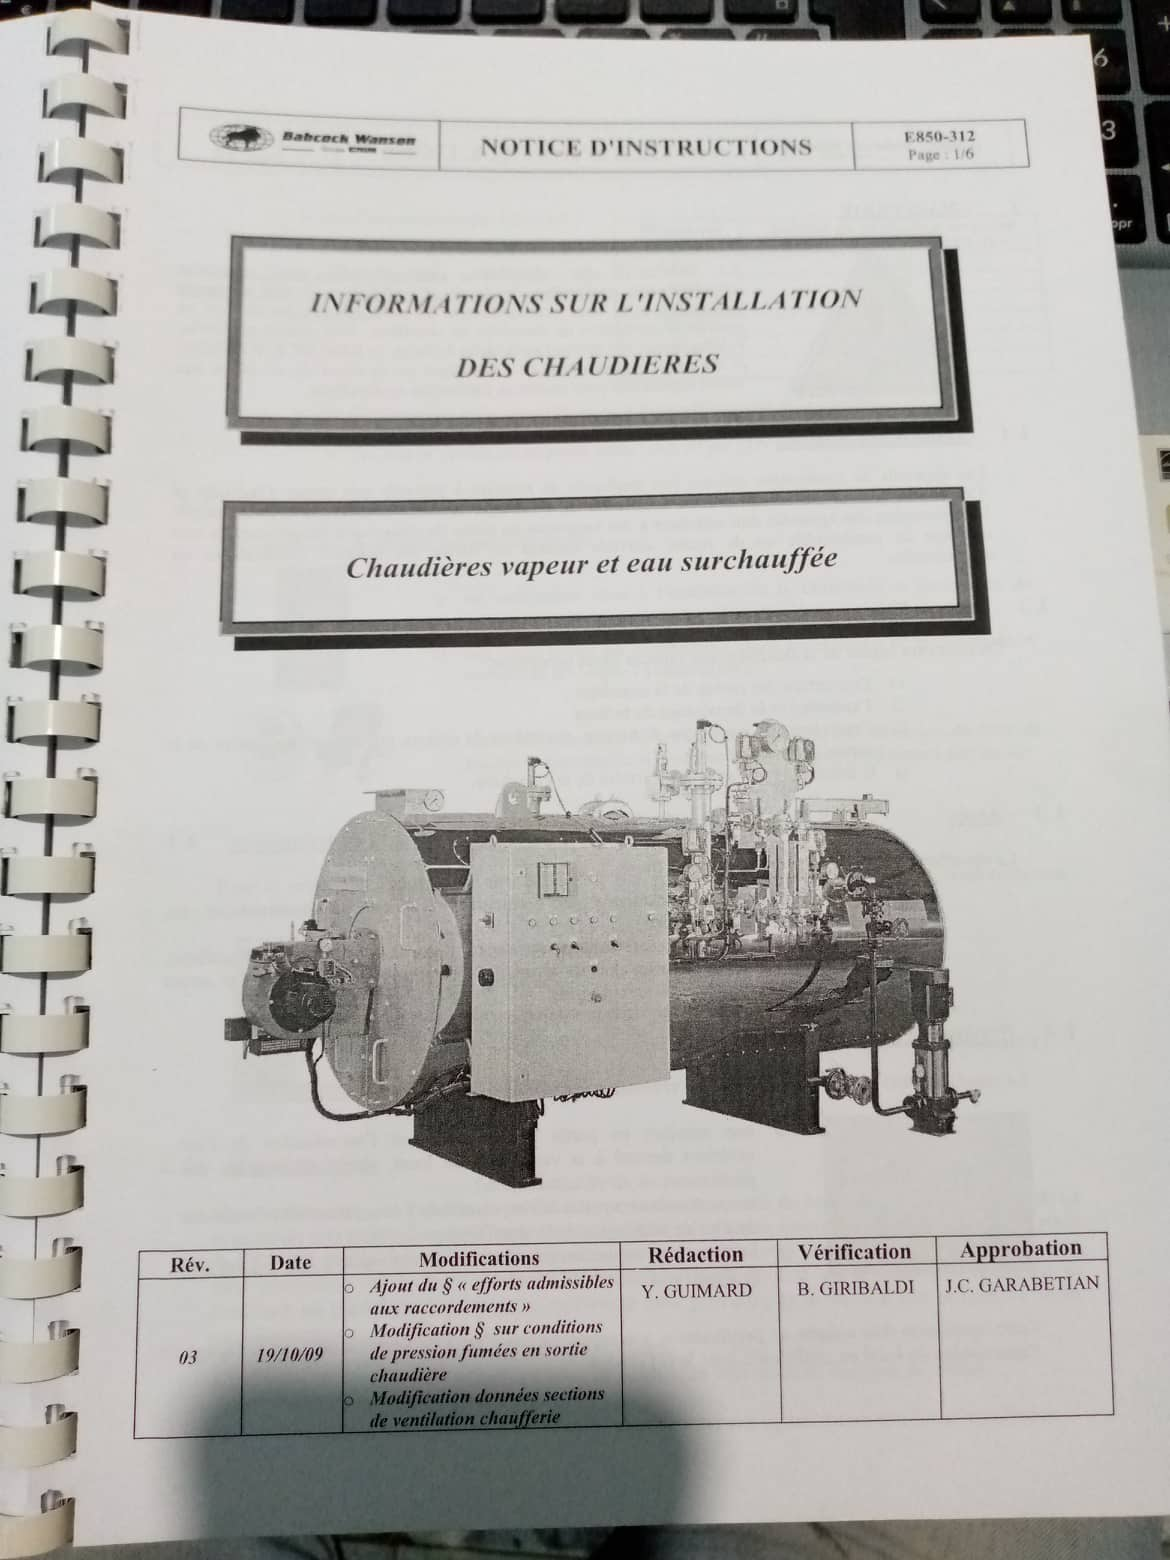 Babcock Wanson
NOTICE D'INSTRUCTIONS
E850-312
Page : 1/6
INFORMATIONS SUR L'INSTALLATION
DES CHAUDIERES
Chaudières vapeur et eau surchauffée
Rév.
Date
Modifications
Rédaction
Vérification
Approbation
03
19/10/09
o Ajout du § « efforts admissibles
aux raccordements »
o Modification § sur conditions
de pression fumées en sortie
chaudière
o Modification données sections
de ventilation chaufferie
Y. GUIMARD
B. GIRIBALDI
J.C. GARABETIAN
6
3